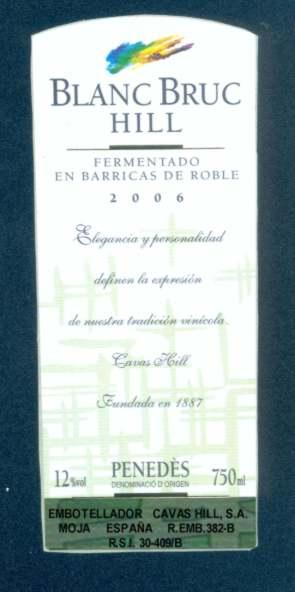 BLANC BRUC
HILL
FERMENTADO
EN BARRICAS DE ROBLE
2006
Elegancia y personalidad
definen la expresión
de nuestra tradición vinícola.
Cavas Hill
Fundada en 1887
12%vol
PENEDÈS
DENOMINACIÓ D'ORIGEN
750ml
EMBOTELLADOR CAVAS HILL, S.A.
MOJA ESPAÑA R.EMB.382-B
R.S.I. 30-409/B